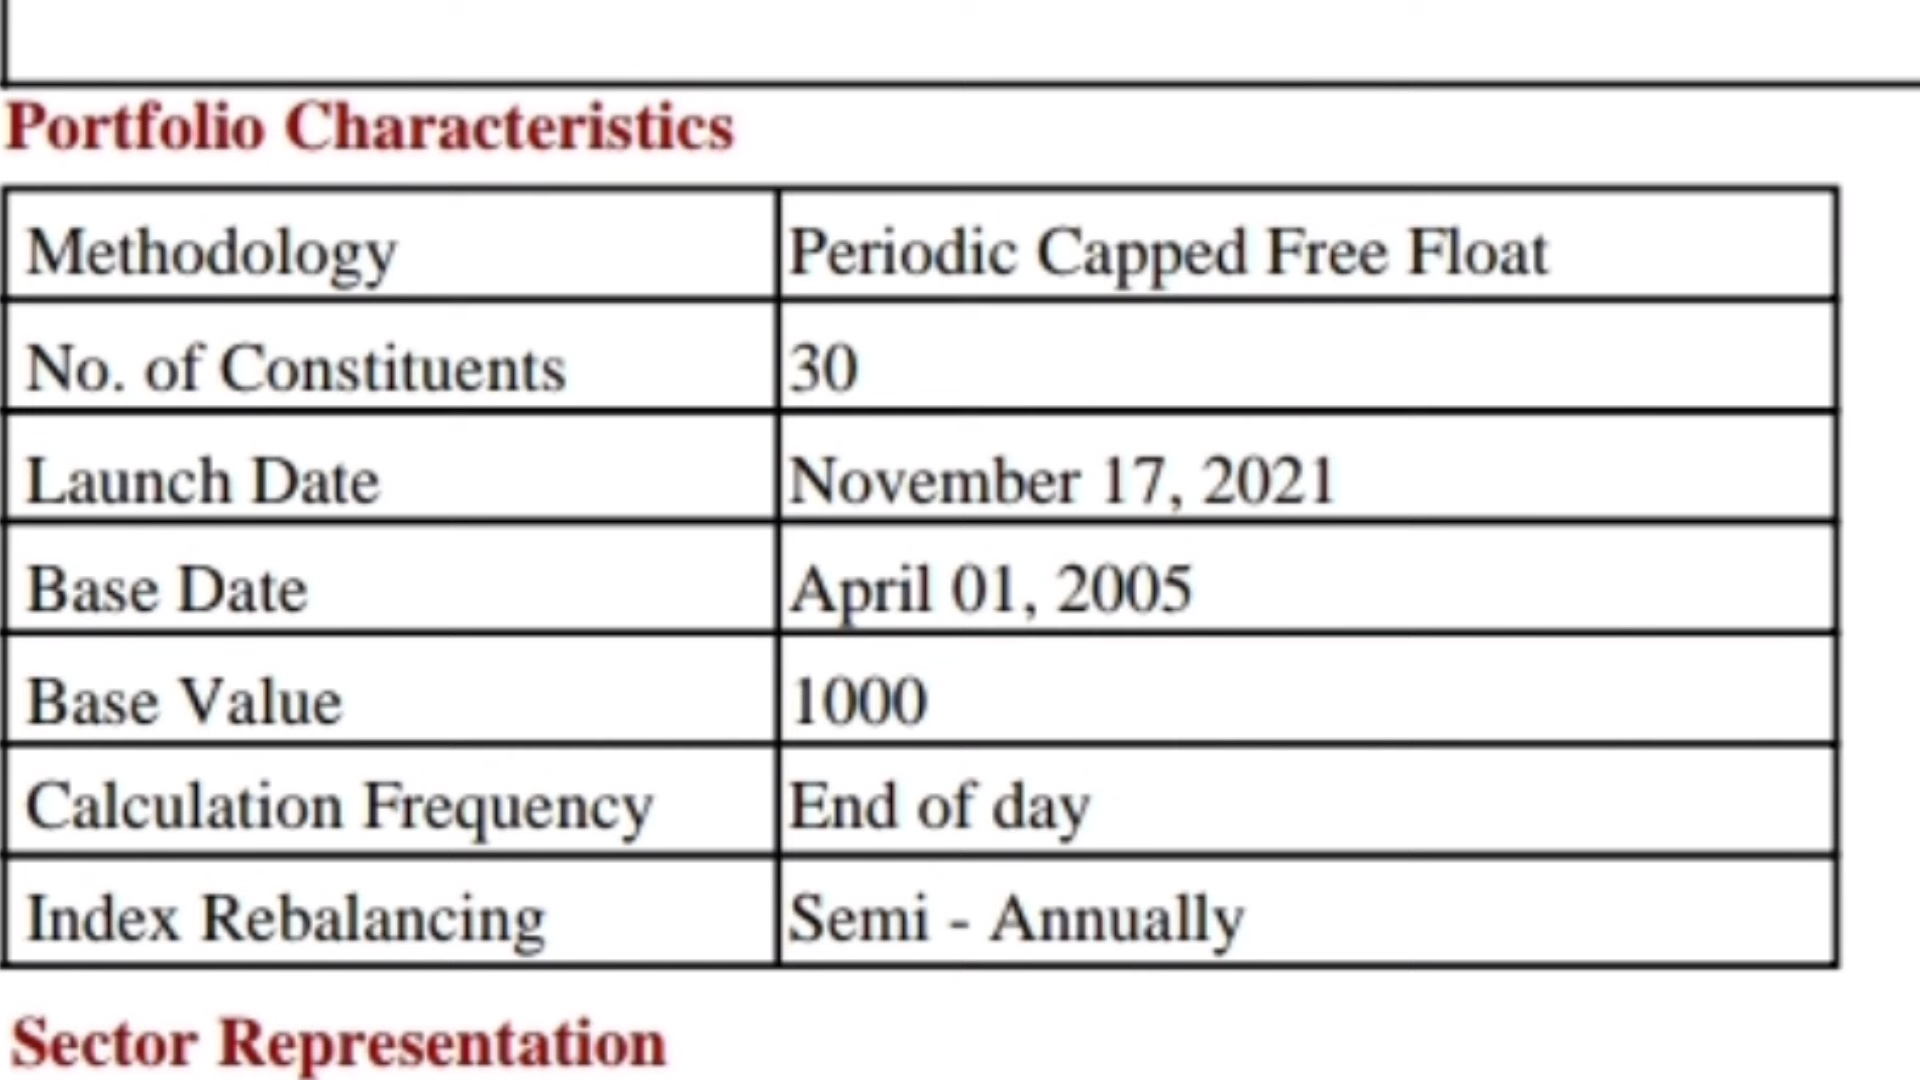 Portfolio Characteristics
Methodology Periodic Capped Free Float
No. of Constituents 30
Launch Date November 17, 2021
Base Date April 01, 2005
Base Value 1000
Calculation Frequency End of day
Index Rebalancing Semi - Annually
Sector Representation